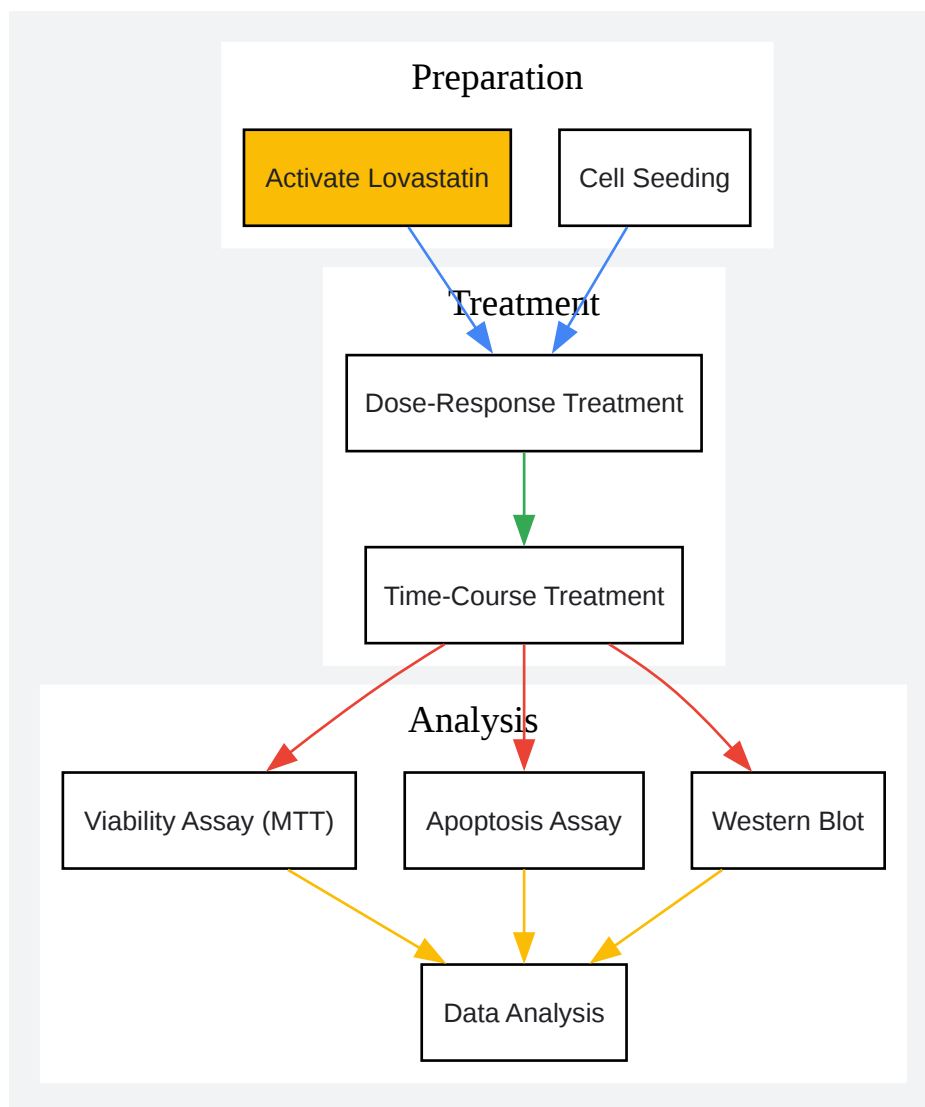 Preparation
Activate Lovastatin
Cell Seeding
Treatment
Dose-Response Treatment
Time-Course Treatment
Analysis
Viability Assay (MTT)
Apoptosis Assay
Western Blot
Data Analysis